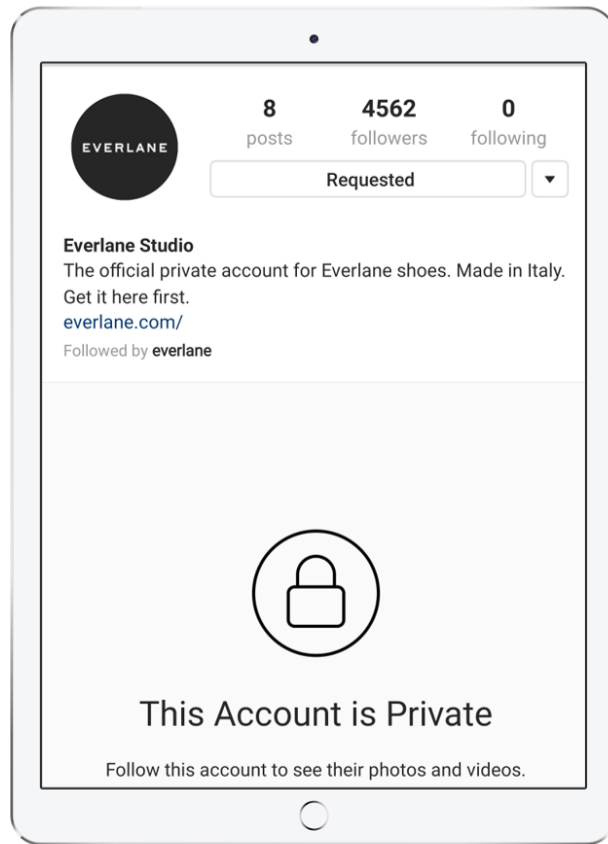 EVERLANE
8 4562 0
posts followers following
Requested
Everlane Studio
The official private account for Everlane shoes. Made in Italy.
Get it here first.
everlane.com/
Followed by everlane
This Account is Private
Follow this account to see their photos and videos.